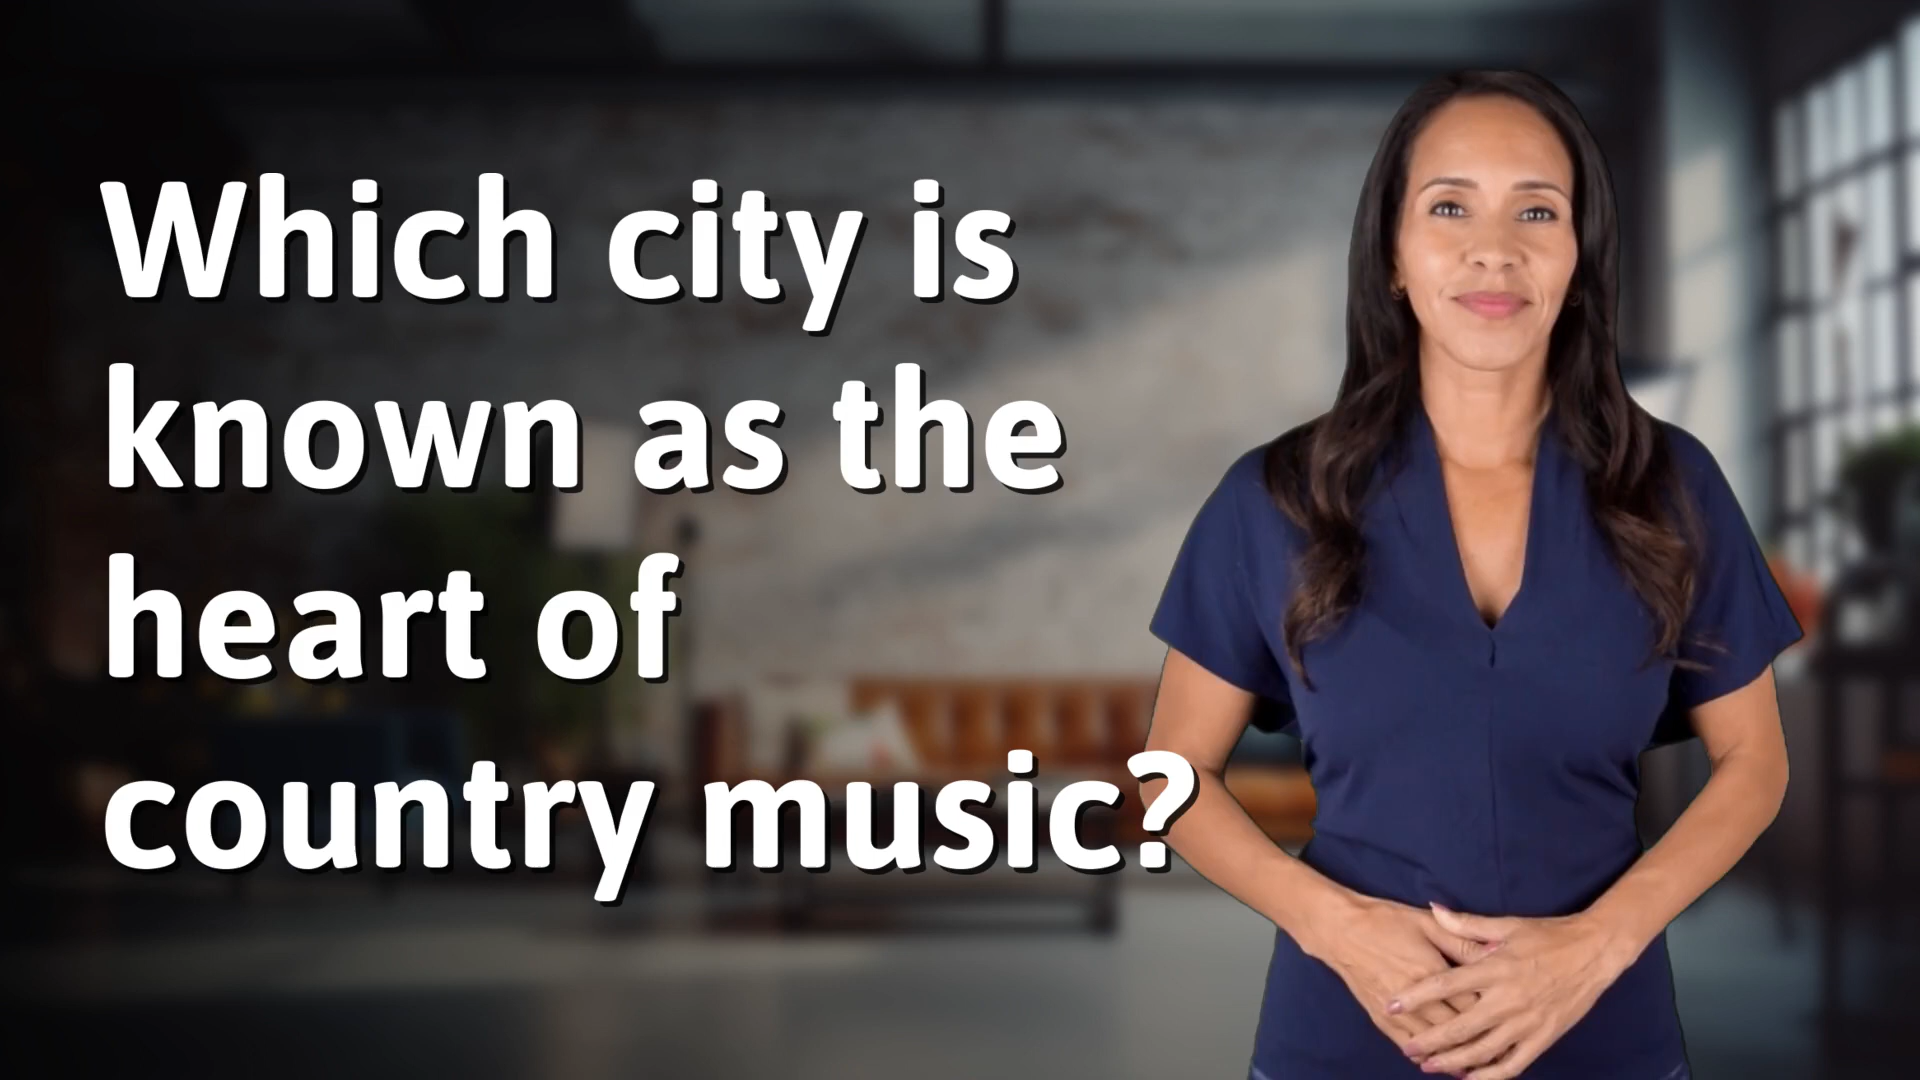 Which city is
known as the
heart of
country music?